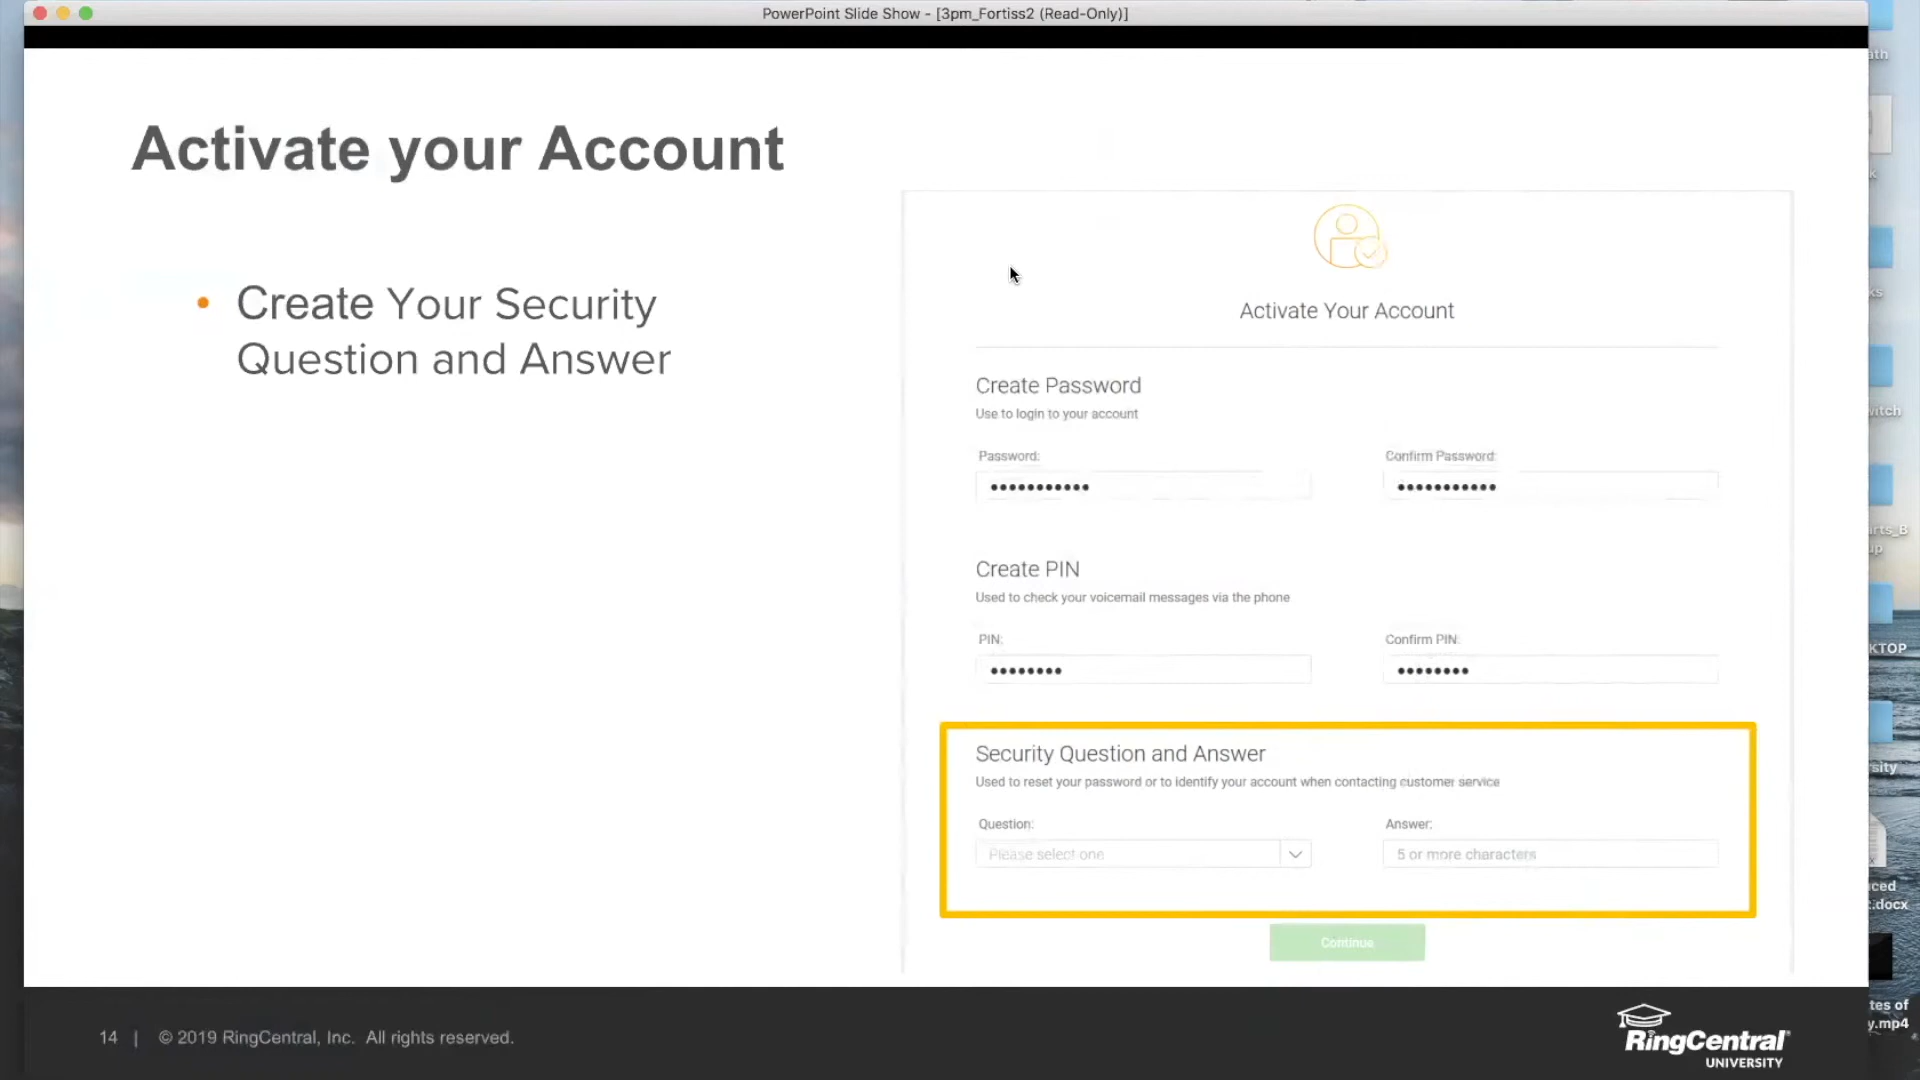 PowerPoint Slide Show - [3pm_Fortiss2 (Read-Only)]
Activate your Account
• Create Your Security
Question and Answer
Activate Your Account
Create Password
Use to login to your account
Password:
Confirm Password:
•••••••••••
•••••••••••
Create PIN
Used to check your voicemail messages via the phone
PIN:
Confirm PIN:
••••••••
••••••••
Security Question and Answer
Used to reset your password or to identify your account when contacting customer service
Question:
Answer:
Please select one
5 or more characters
Continue
14 | © 2019 RingCentral, Inc. All rights reserved.
RingCentral
UNIVERSITY